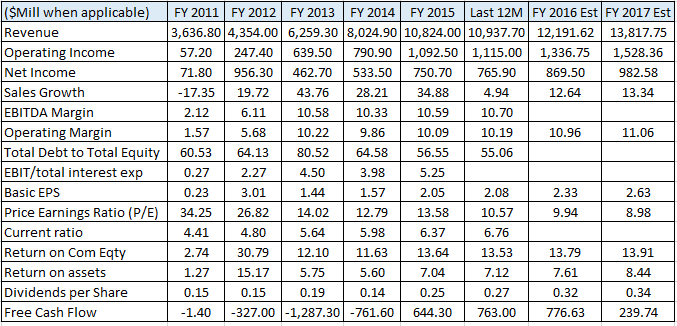 ($Mill when applicable) FY 2011 FY 2012 FY 2013 FY 2014 FY 2015 Last 12M FY 2016 Est FY 2017 Est
Revenue 3,636.80 4,354.00 6,259.30 8,024.90 10,824.00 10,937.70 12,191.62 13,817.75
Operating Income 57.20 247.40 639.50 790.90 1,092.50 1,115.00 1,336.75 1,528.36
Net Income 71.80 956.30 462.70 533.50 750.70 765.90 869.50 982.58
Sales Growth -17.35 19.72 43.76 28.21 34.88 4.94 12.64 13.34
EBITDA Margin 2.12 6.11 10.58 10.33 10.59 10.70
Operating Margin 1.57 5.68 10.22 9.86 10.09 10.19 10.96 11.06
Total Debt to Total Equity 60.53 64.13 80.52 64.58 56.55 55.06
EBIT/total interest exp 0.27 2.27 4.50 3.98 5.25
Basic EPS 0.23 3.01 1.44 1.57 2.05 2.08 2.33 2.63
Price Earnings Ratio (P/E) 34.25 26.82 14.02 12.79 13.58 10.57 9.94 8.98
Current ratio 4.41 4.80 5.64 5.98 6.37 6.76
Return on Com Eqty 2.74 30.79 12.10 11.63 13.64 13.53 13.79 13.91
Return on assets 1.27 15.17 5.75 5.60 7.04 7.12 7.61 8.44
Dividends per Share 0.15 0.15 0.19 0.14 0.25 0.27 0.32 0.34
Free Cash Flow -1.40 -327.00 -1,287.30 -761.60 644.30 763.00 776.63 239.74